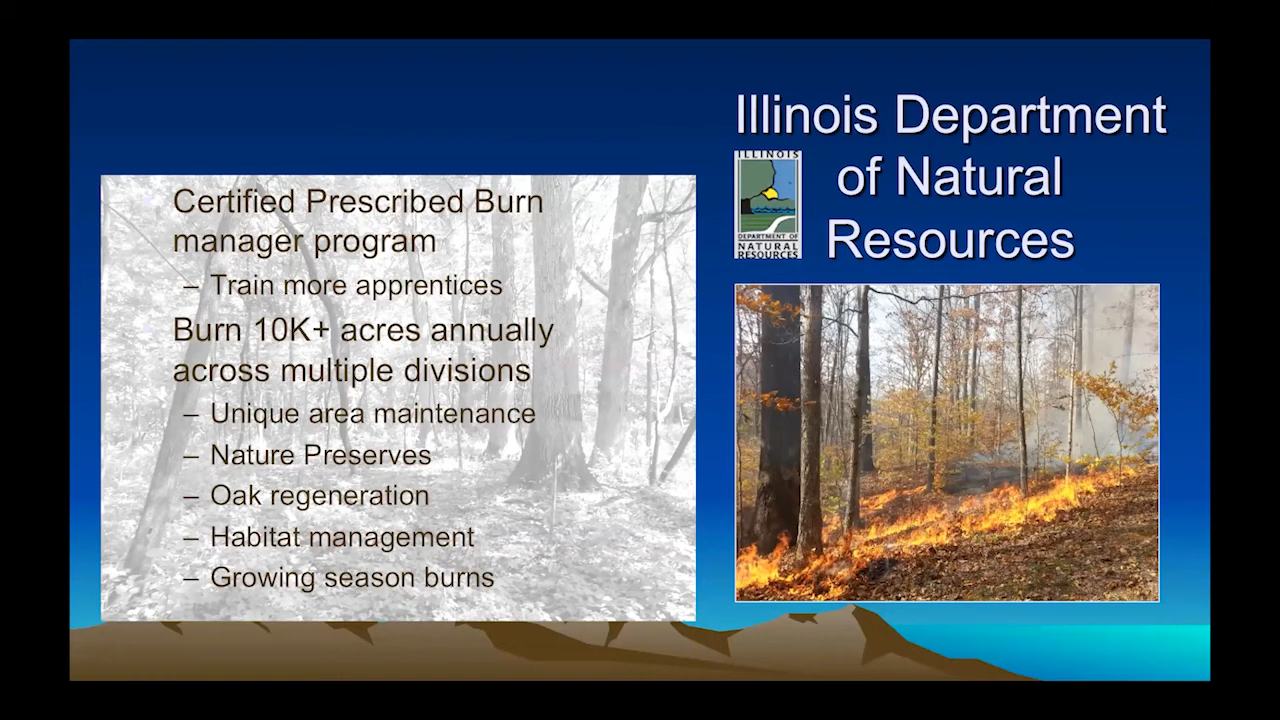 Illinois Department
of Natural
Resources
ILLINOIS
DEPARTMENT OF
NATURAL
RESOURCES
Certified Prescribed Burn
manager program
– Train more apprentices
Burn 10K+ acres annually
across multiple divisions
– Unique area maintenance
– Nature Preserves
– Oak regeneration
– Habitat management
– Growing season burns